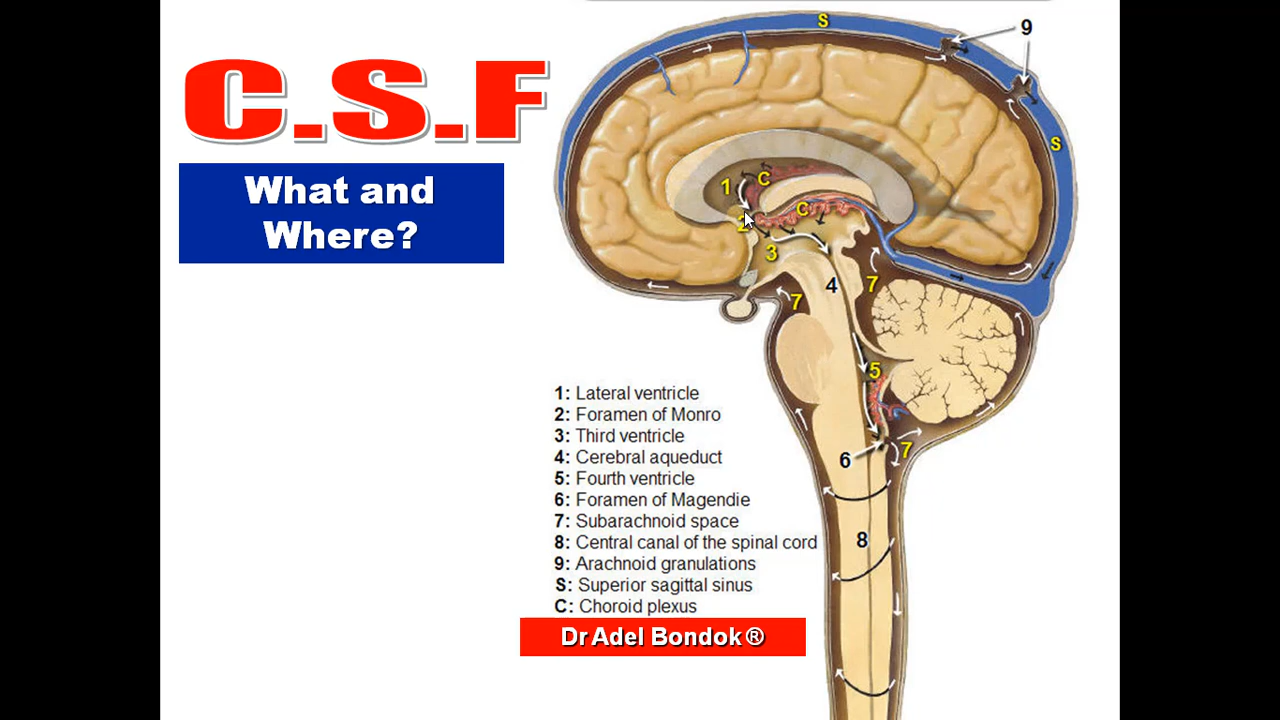 C.S.F
What and
Where?
S
9
S
1
C
C
2
3
4
7
7
5
6
7
8
1: Lateral ventricle
2: Foramen of Monro
3: Third ventricle
4: Cerebral aqueduct
5: Fourth ventricle
6: Foramen of Magendie
7: Subarachnoid space
8: Central canal of the spinal cord
9: Arachnoid granulations
S: Superior sagittal sinus
C: Choroid plexus
Dr Adel Bondok ®